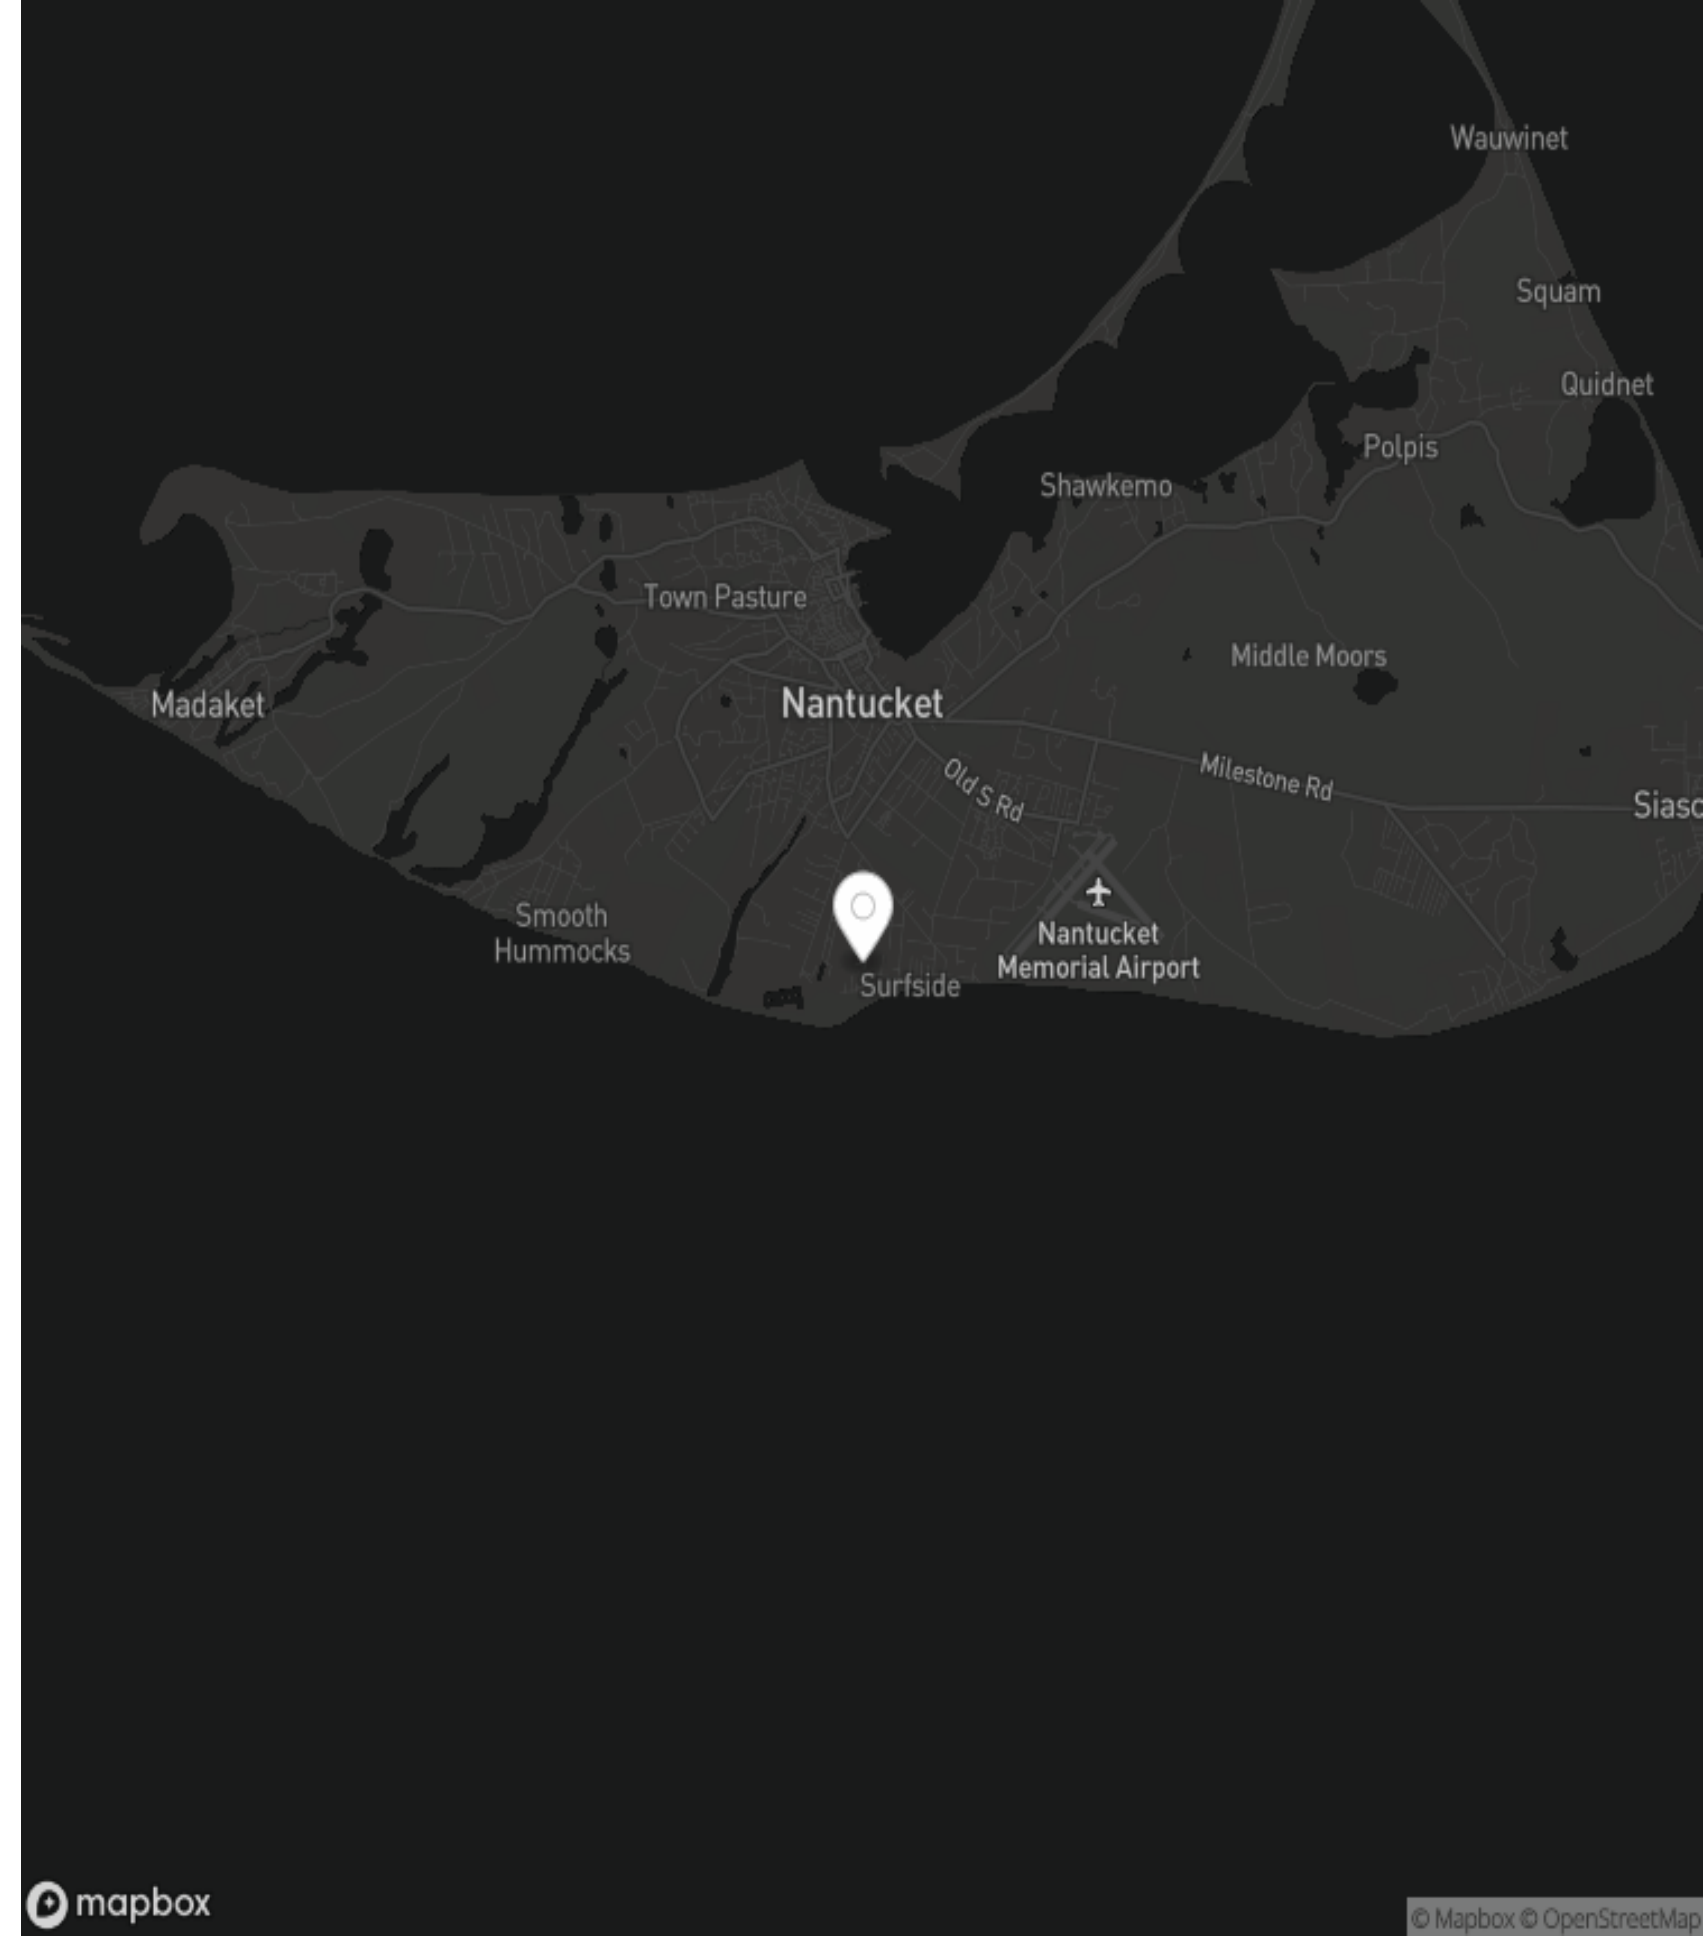 Wauwinet
Squam
Quidnet
Polpis
Shawkemo
Town Pasture
Middle Moors
Madaket
Nantucket
Old S Rd
Milestone Rd
Siasc
Smooth
Hummocks
Nantucket
Memorial Airport
Surfside
mapbox
© Mapbox © OpenStreetMap